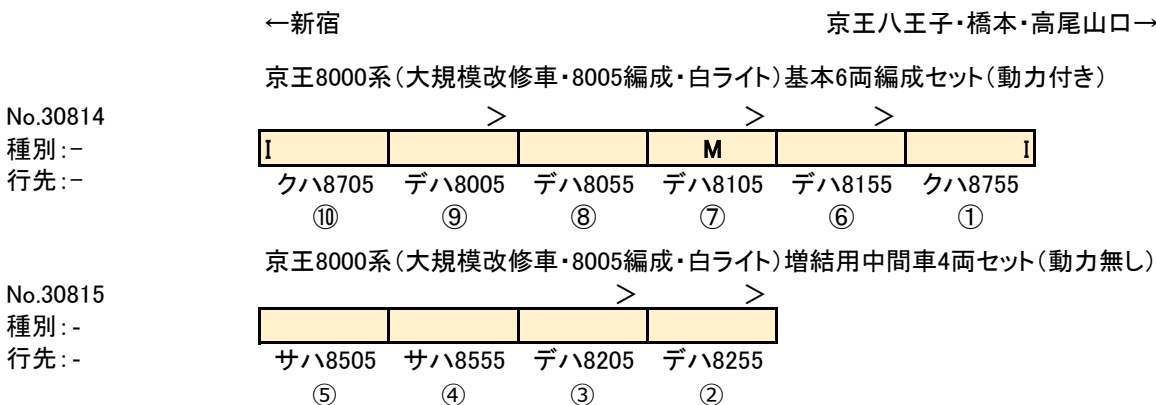 ←新宿 京王八王子・橋本・高尾山口→
京王8000系（大規模改修車・8005編成・白ライト）基本6両編成セット（動力付き）
No.30814 ＞ ＞ ＞
種別：- I M I
行先：- クハ8705 デハ8005 デハ8055 デハ8105 デハ8155 クハ8755
⑩ ⑨ ⑧ ⑦ ⑥ ①
京王8000系（大規模改修車・8005編成・白ライト）増結用中間車4両セット（動力無し）
No.30815 ＞ ＞
種別：-
行先：- サハ8505 サハ8555 デハ8205 デハ8255
⑤ ④ ③ ②